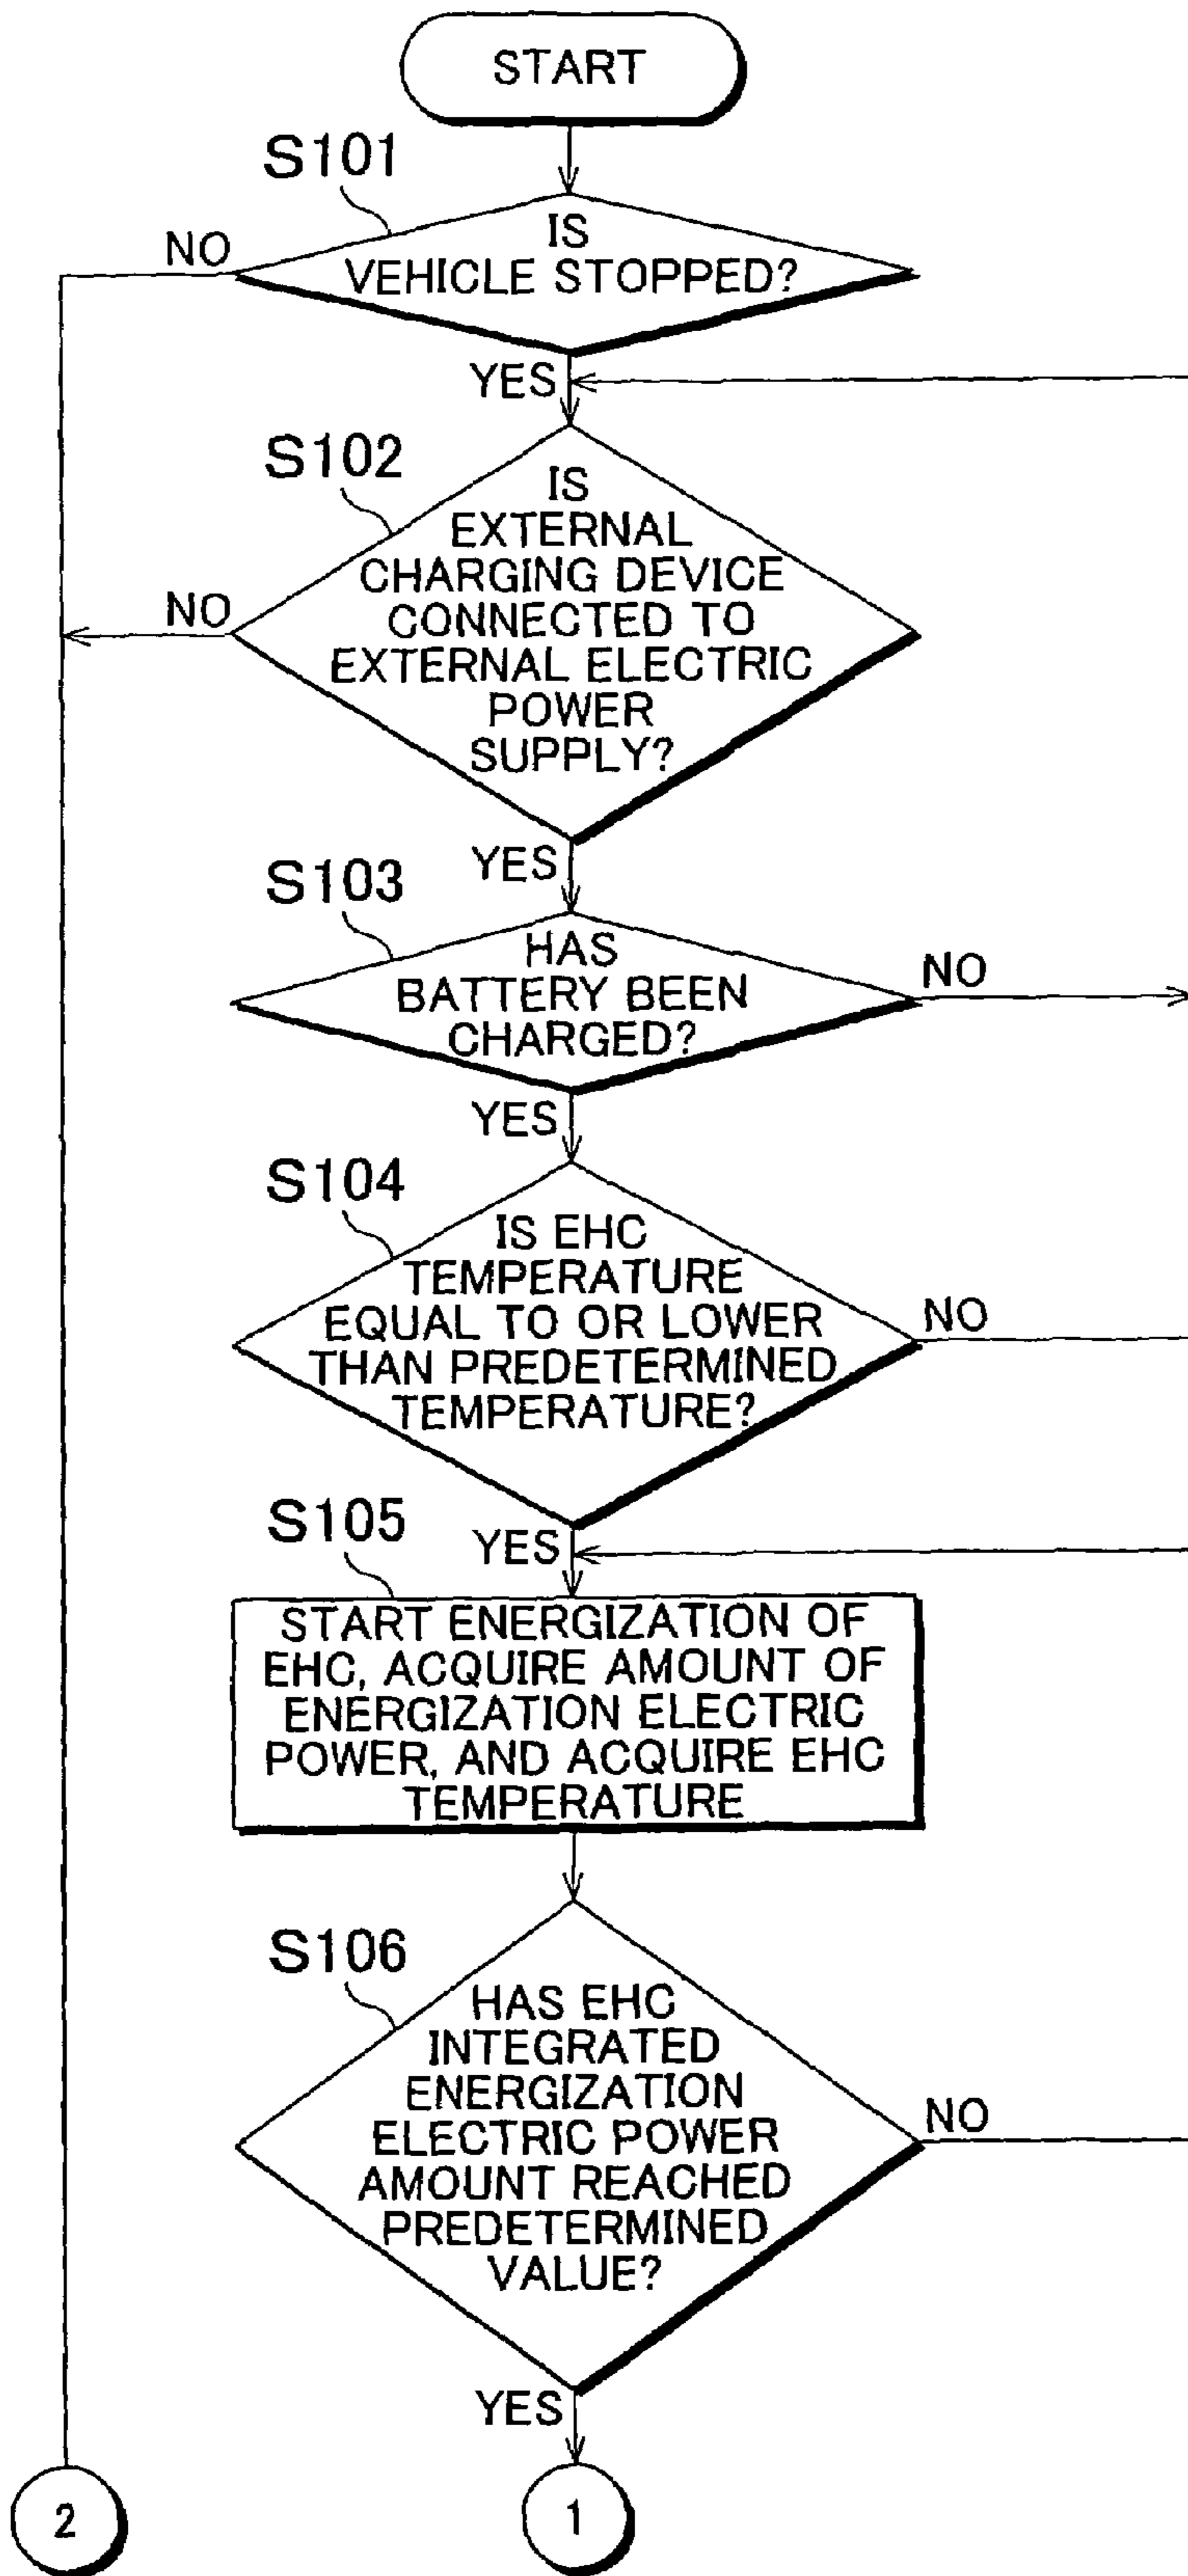 START
S101
IS
VEHICLE STOPPED?
NO
YES
S102
IS
EXTERNAL
CHARGING DEVICE
CONNECTED TO
EXTERNAL ELECTRIC
POWER
SUPPLY?
NO
YES
S103
HAS
BATTERY BEEN
CHARGED?
NO
YES
S104
IS EHC
TEMPERATURE
EQUAL TO OR LOWER
THAN PREDETERMINED
TEMPERATURE?
NO
YES
S105
START ENERGIZATION OF
EHC, ACQUIRE AMOUNT OF
ENERGIZATION ELECTRIC
POWER, AND ACQUIRE EHC
TEMPERATURE
S106
HAS EHC
INTEGRATED
ENERGIZATION
ELECTRIC POWER
AMOUNT REACHED
PREDETERMINED
VALUE?
NO
YES
2
1